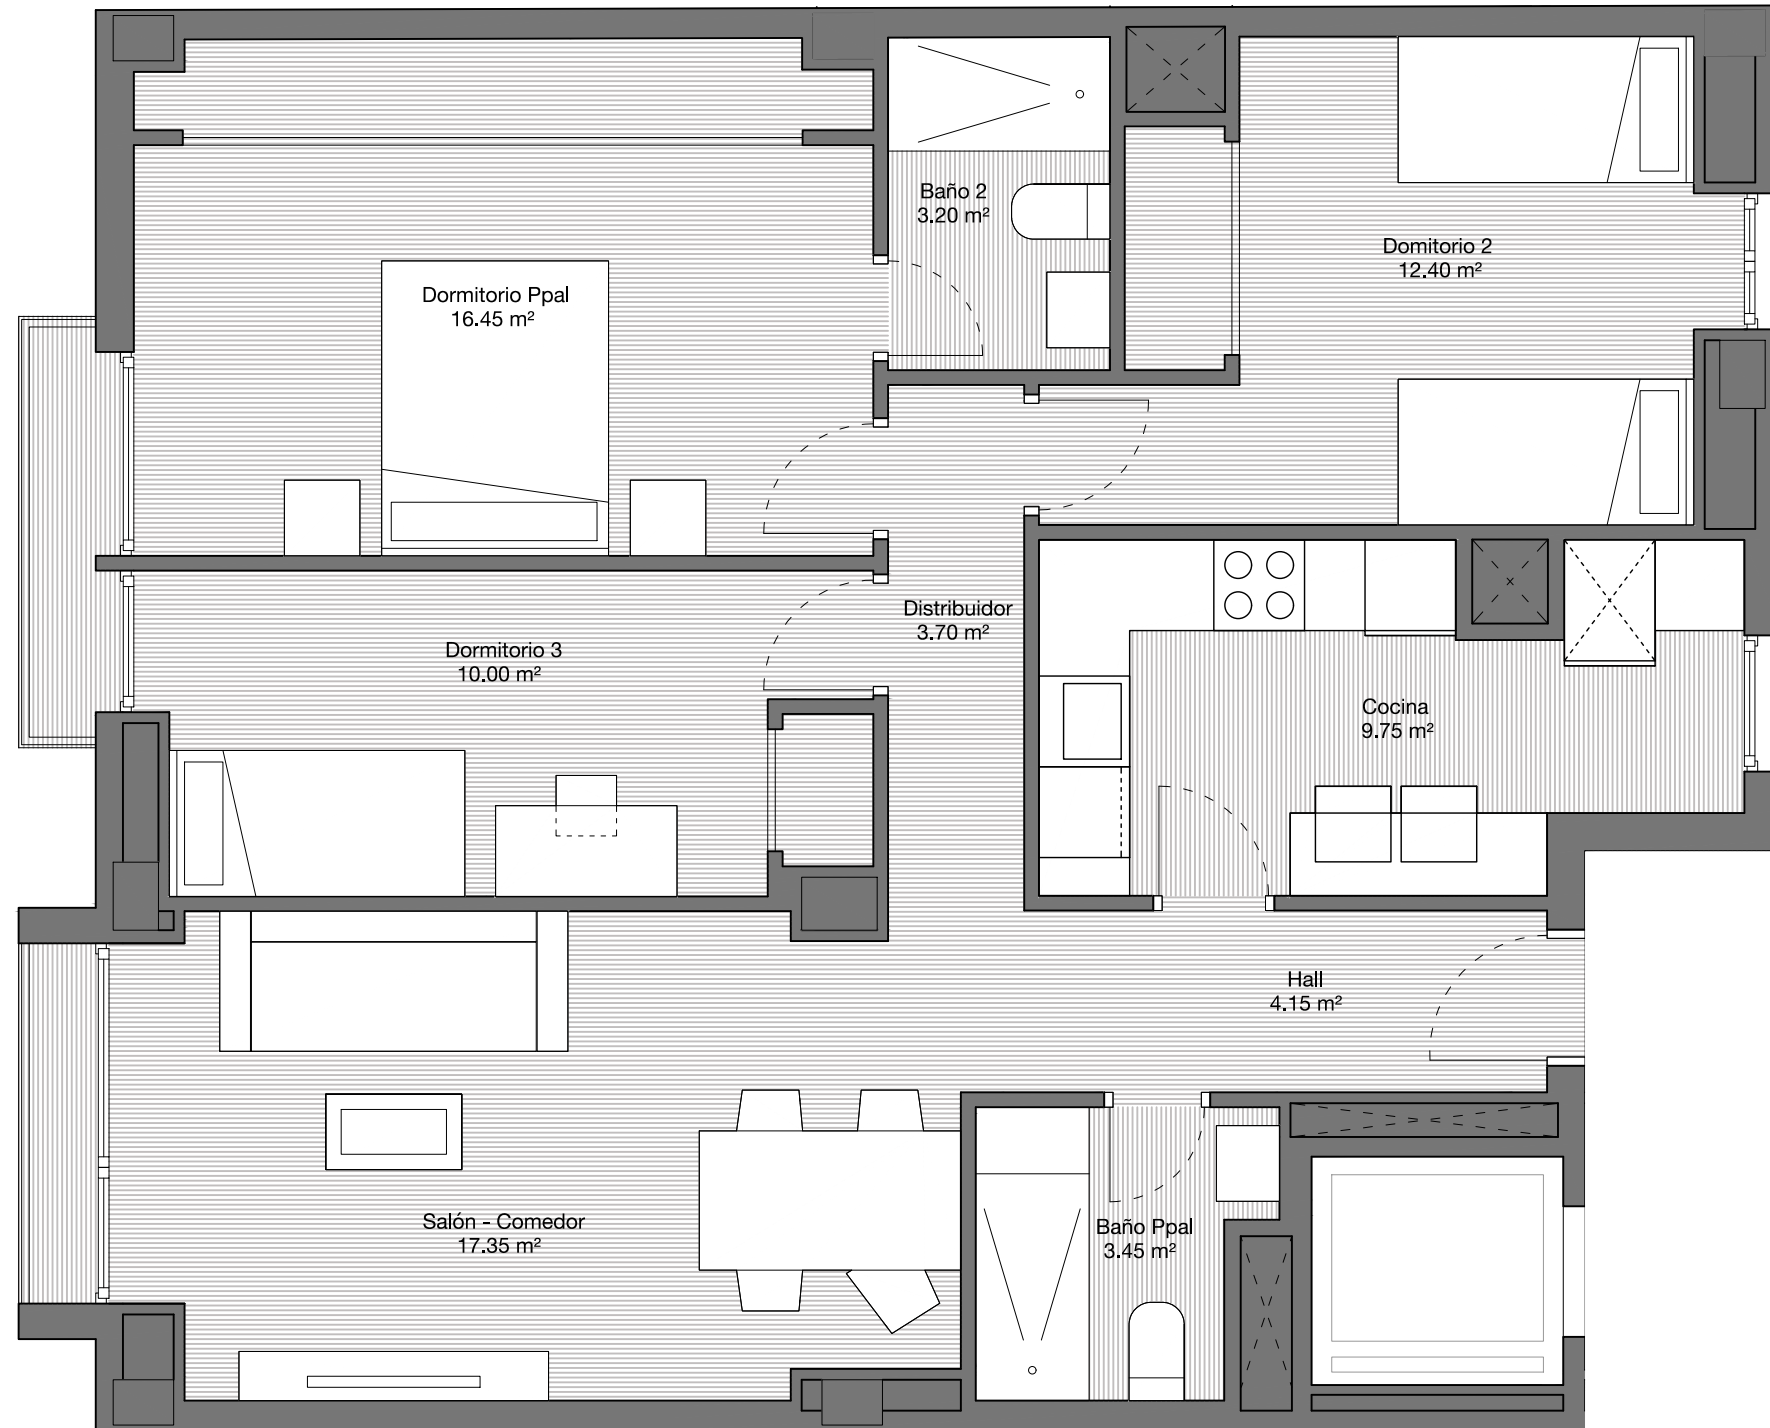 Baño 2
3.20 m²
Domitorio 2
12.40 m²
Dormitorio Ppal
16.45 m²
Distribuidor
3.70 m²
Dormitorio 3
10.00 m²
Cocina
9.75 m²
Hall
4.15 m²
Salón - Comedor
17.35 m²
Baño Ppal
3.45 m²